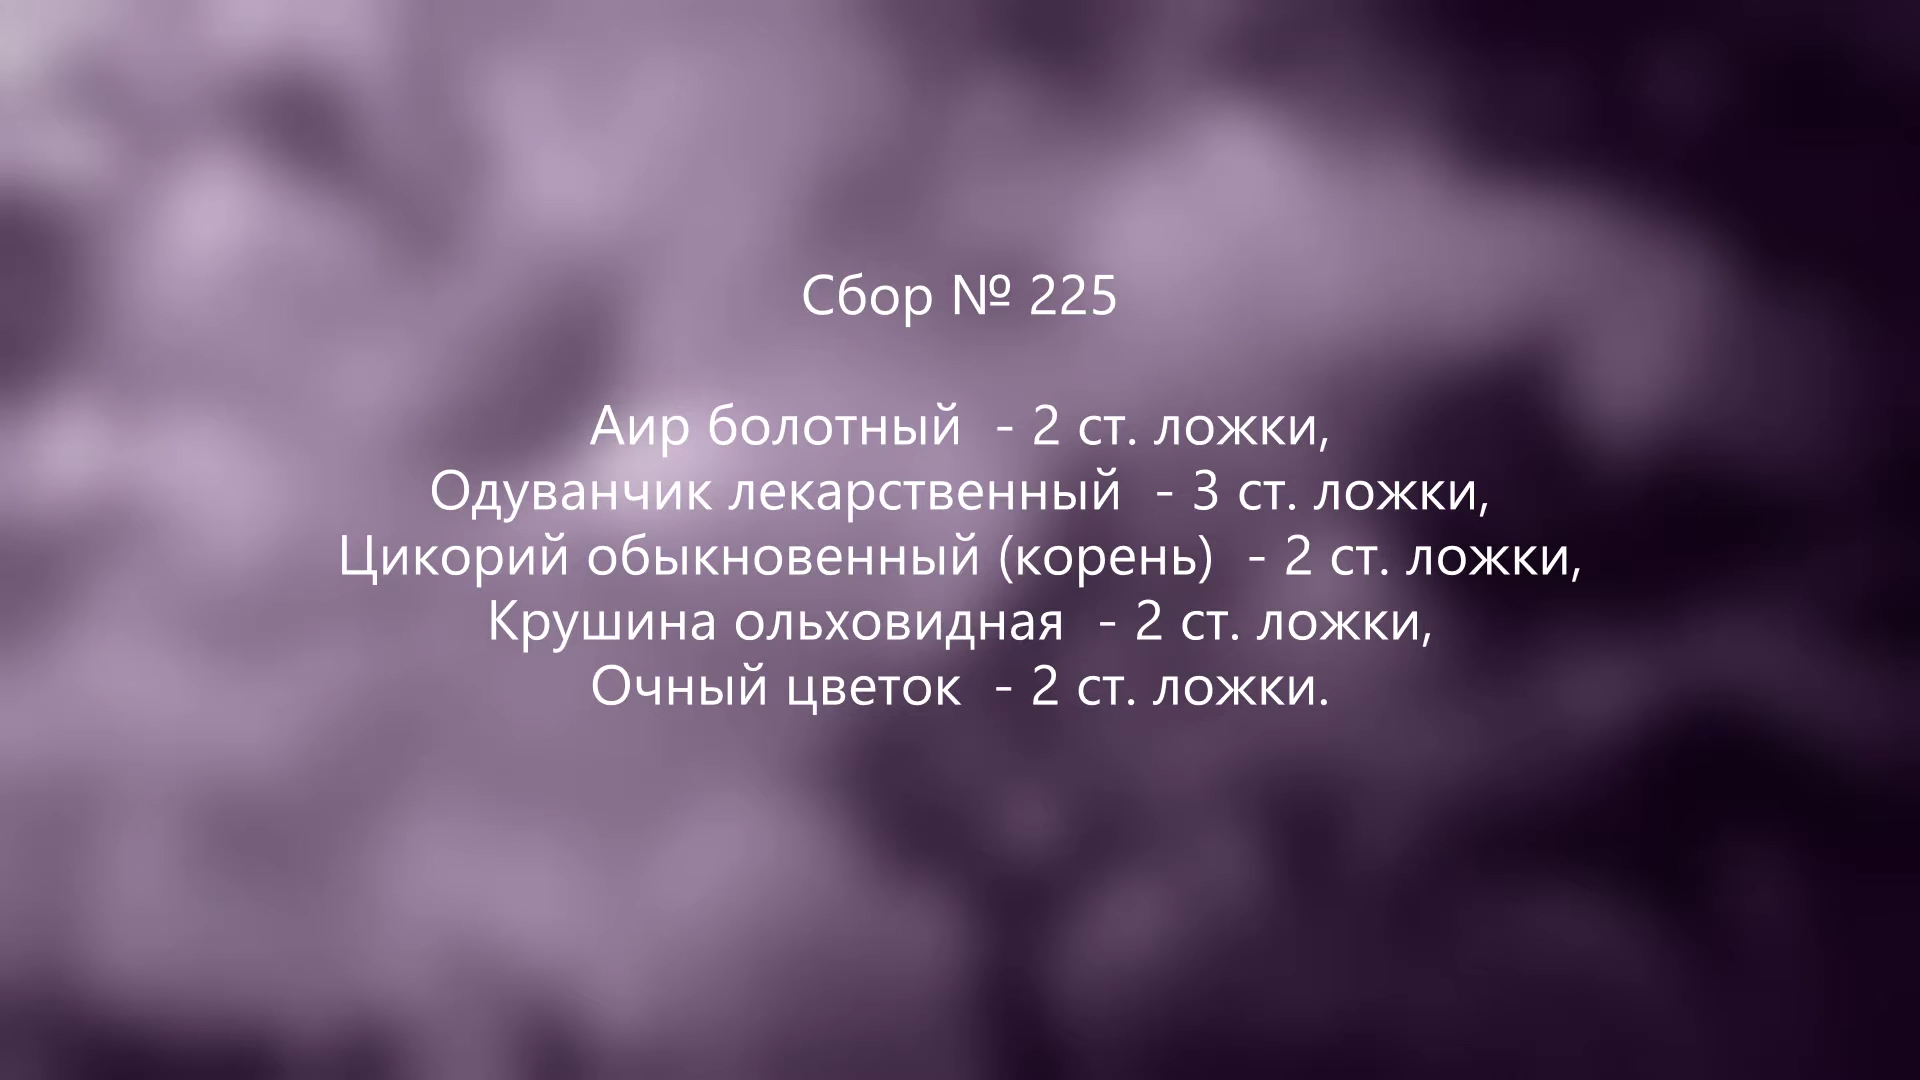 Сбор № 225
Аир болотный - 2 ст. ложки,
Одуванчик лекарственный - 3 ст. ложки,
Цикорий обыкновенный (корень) - 2 ст. ложки,
Крушина ольховидная - 2 ст. ложки,
Очный цветок - 2 ст. ложки.